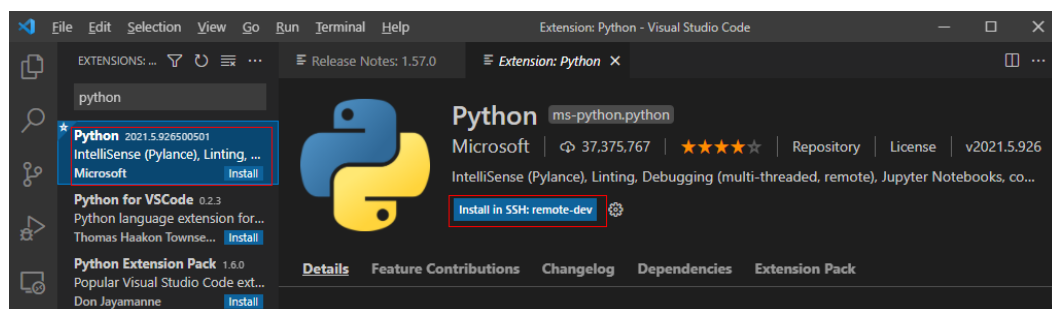 File Edit Selection View Go Run Terminal Help Extension: Python - Visual Studio Code
EXTENSIONS: ...
Release Notes: 1.57.0 Extension: Python
python
Python 2021.5.926500501
IntelliSense (Pylance), Linting, ...
Microsoft Install
Python for VSCode 0.2.3
Python language extension for...
Thomas Haakon Townse... Install
Python Extension Pack 1.6.0
Popular Visual Studio Code ext...
Don Jayamanne Install
Python ms-python.python
Microsoft 37,375,767 Repository License v2021.5.926
IntelliSense (Pylance), Linting, Debugging (multi-threaded, remote), Jupyter Notebooks, co...
Install in SSH: remote-dev
Details Feature Contributions Changelog Dependencies Extension Pack